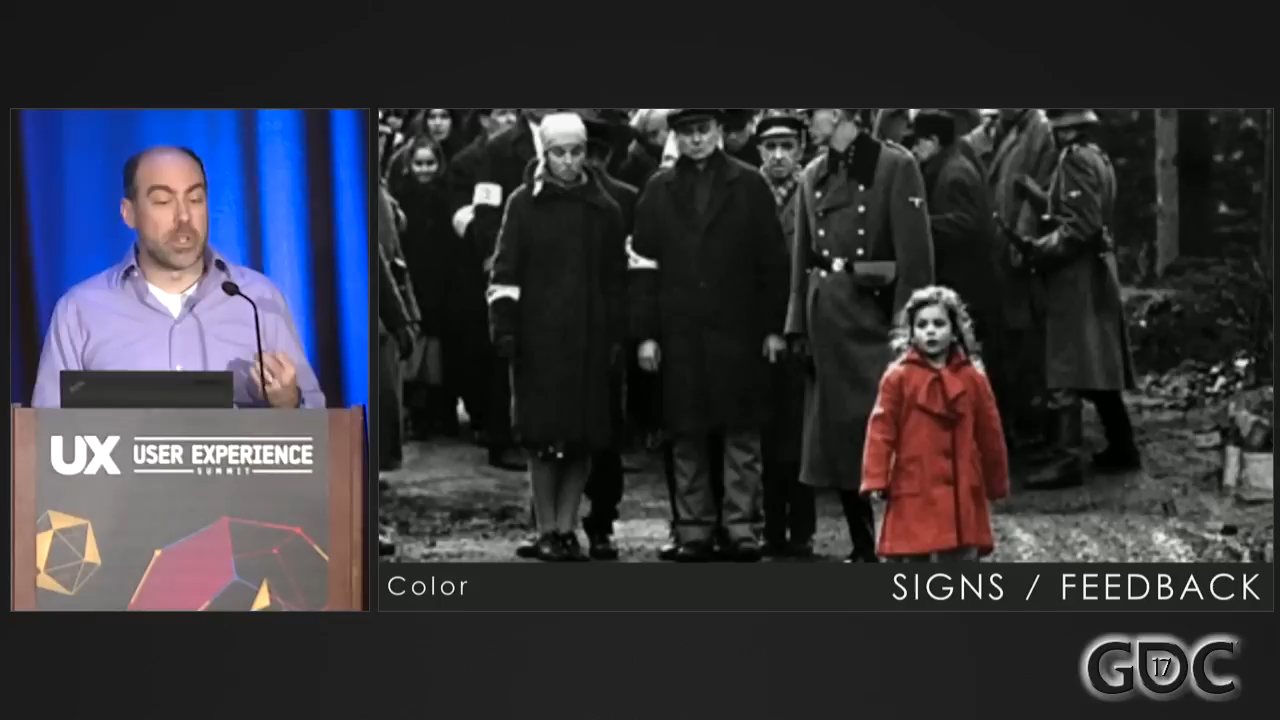 UX USER EXPERIENCE
SUMMIT
Color
SIGNS / FEEDBACK
GDC
17